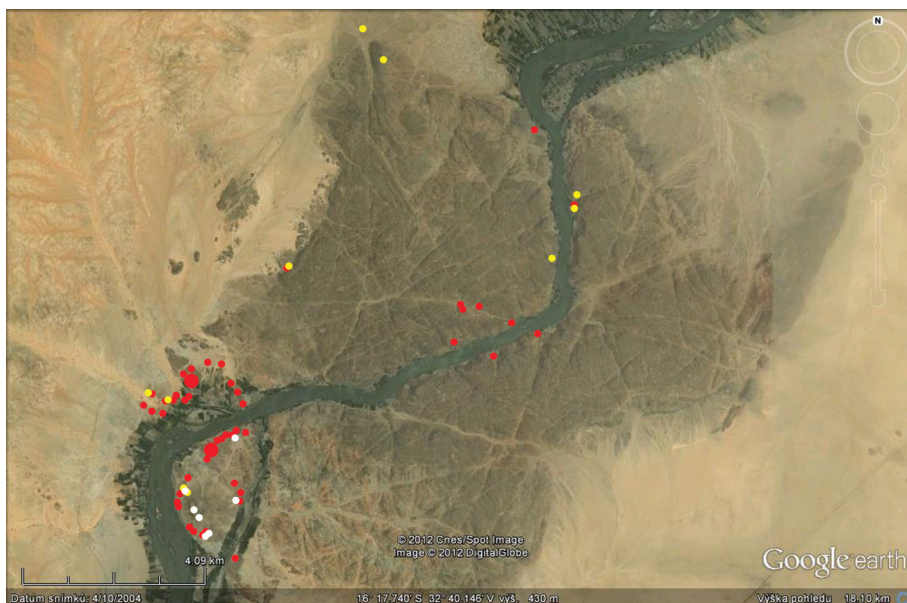 N
© 2012 Cnes/Spot Image
Image © 2012 DigitalGlobe
Google earth
4.09 km
Datum snímků: 4/10/2004 16° 17.740' S 32° 40.146' V výš. 430 m Výška pohledu 18.10 km